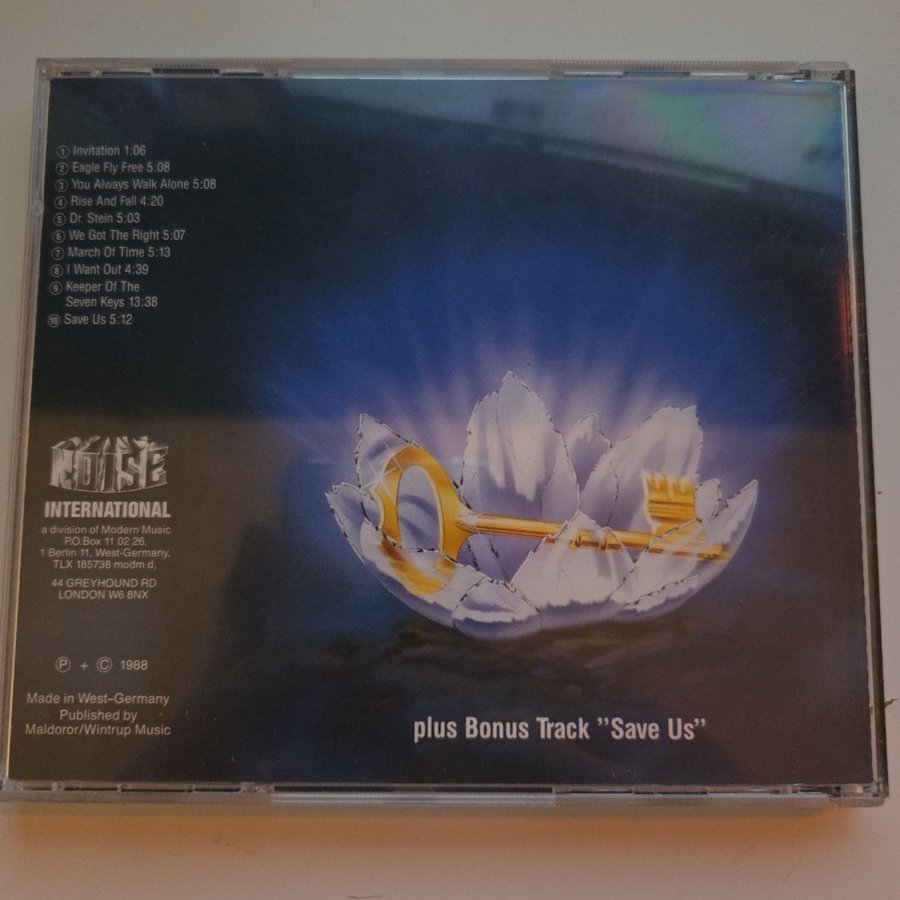 1 Invitation 1:06
2 Eagle Fly Free 5:08
3 You Always Walk Alone 5:08
4 Rise And Fall 4:20
5 Dr. Stein 5:03
6 We Got The Right 5:07
7 March Of Time 5:13
8 I Want Out 4:39
9 Keeper Of The
Seven Keys 13:38
10 Save Us 5:12
NOISE
INTERNATIONAL
a division of Modern Music
P.O.Box 11 02 26,
1 Berlin 11, West-Germany,
TLX 185738 modm d,
44 GREYHOUND RD
LONDON W6 8NX
Ⓟ + Ⓒ 1988
Made in West-Germany
Published by
Maldoror/Wintrup Music
plus Bonus Track ”Save Us”